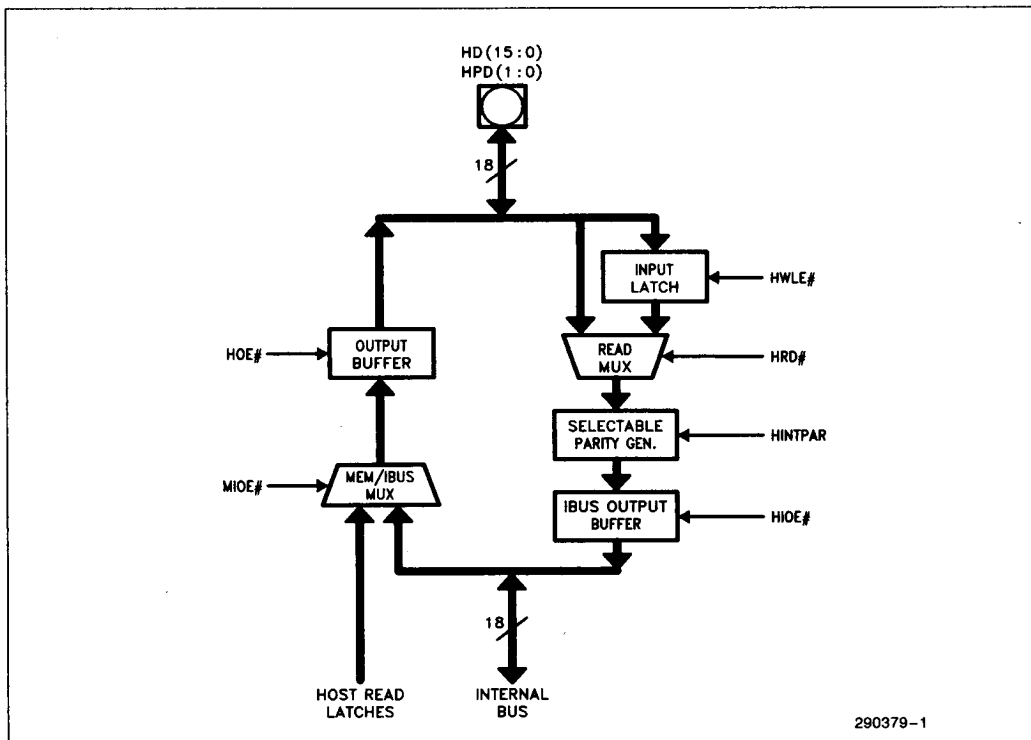 HD(15:0)
HPD(1:0)
18
INPUT
LATCH
HWLE#
HOE#
OUTPUT
BUFFER
READ
MUX
HRD#
SELECTABLE
PARITY GEN.
HINTPAR
MIOE#
MEM/IBUS
MUX
IBUS OUTPUT
BUFFER
HIOE#
18
HOST READ
LATCHES
INTERNAL
BUS
290379-1